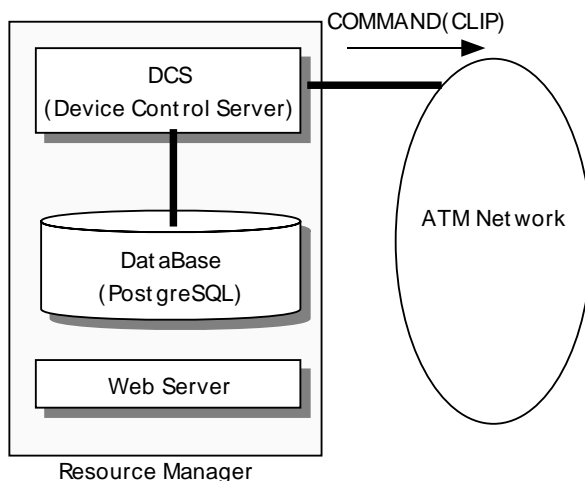 COMMAND(CLIP)
DCS
(Device Control Server)
ATM Network
DataBase
(PostgreSQL)
Web Server
Resource Manager